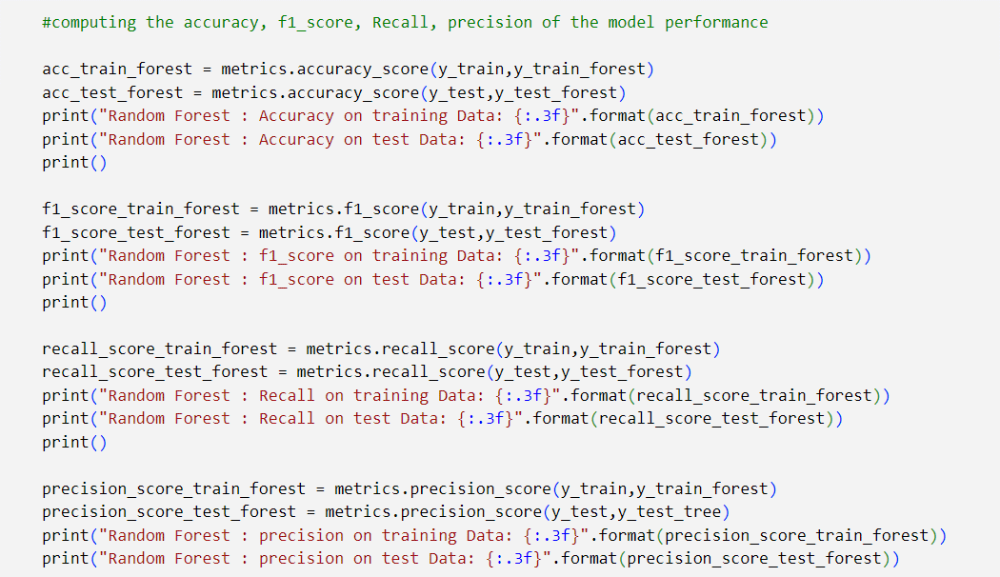 #computing the accuracy, f1_score, Recall, precision of the model performance
acc_train_forest = metrics.accuracy_score(y_train,y_train_forest)
acc_test_forest = metrics.accuracy_score(y_test,y_test_forest)
print("Random Forest : Accuracy on training Data: {:.3f}".format(acc_train_forest))
print("Random Forest : Accuracy on test Data: {:.3f}".format(acc_test_forest))
print()
f1_score_train_forest = metrics.f1_score(y_train,y_train_forest)
f1_score_test_forest = metrics.f1_score(y_test,y_test_forest)
print("Random Forest : f1_score on training Data: {:.3f}".format(f1_score_train_forest))
print("Random Forest : f1_score on test Data: {:.3f}".format(f1_score_test_forest))
print()
recall_score_train_forest = metrics.recall_score(y_train,y_train_forest)
recall_score_test_forest = metrics.recall_score(y_test,y_test_forest)
print("Random Forest : Recall on training Data: {:.3f}".format(recall_score_train_forest))
print("Random Forest : Recall on test Data: {:.3f}".format(recall_score_test_forest))
print()
precision_score_train_forest = metrics.precision_score(y_train,y_train_forest)
precision_score_test_forest = metrics.precision_score(y_test,y_test_tree)
print("Random Forest : precision on training Data: {:.3f}".format(precision_score_train_forest))
print("Random Forest : precision on test Data: {:.3f}".format(precision_score_test_forest))